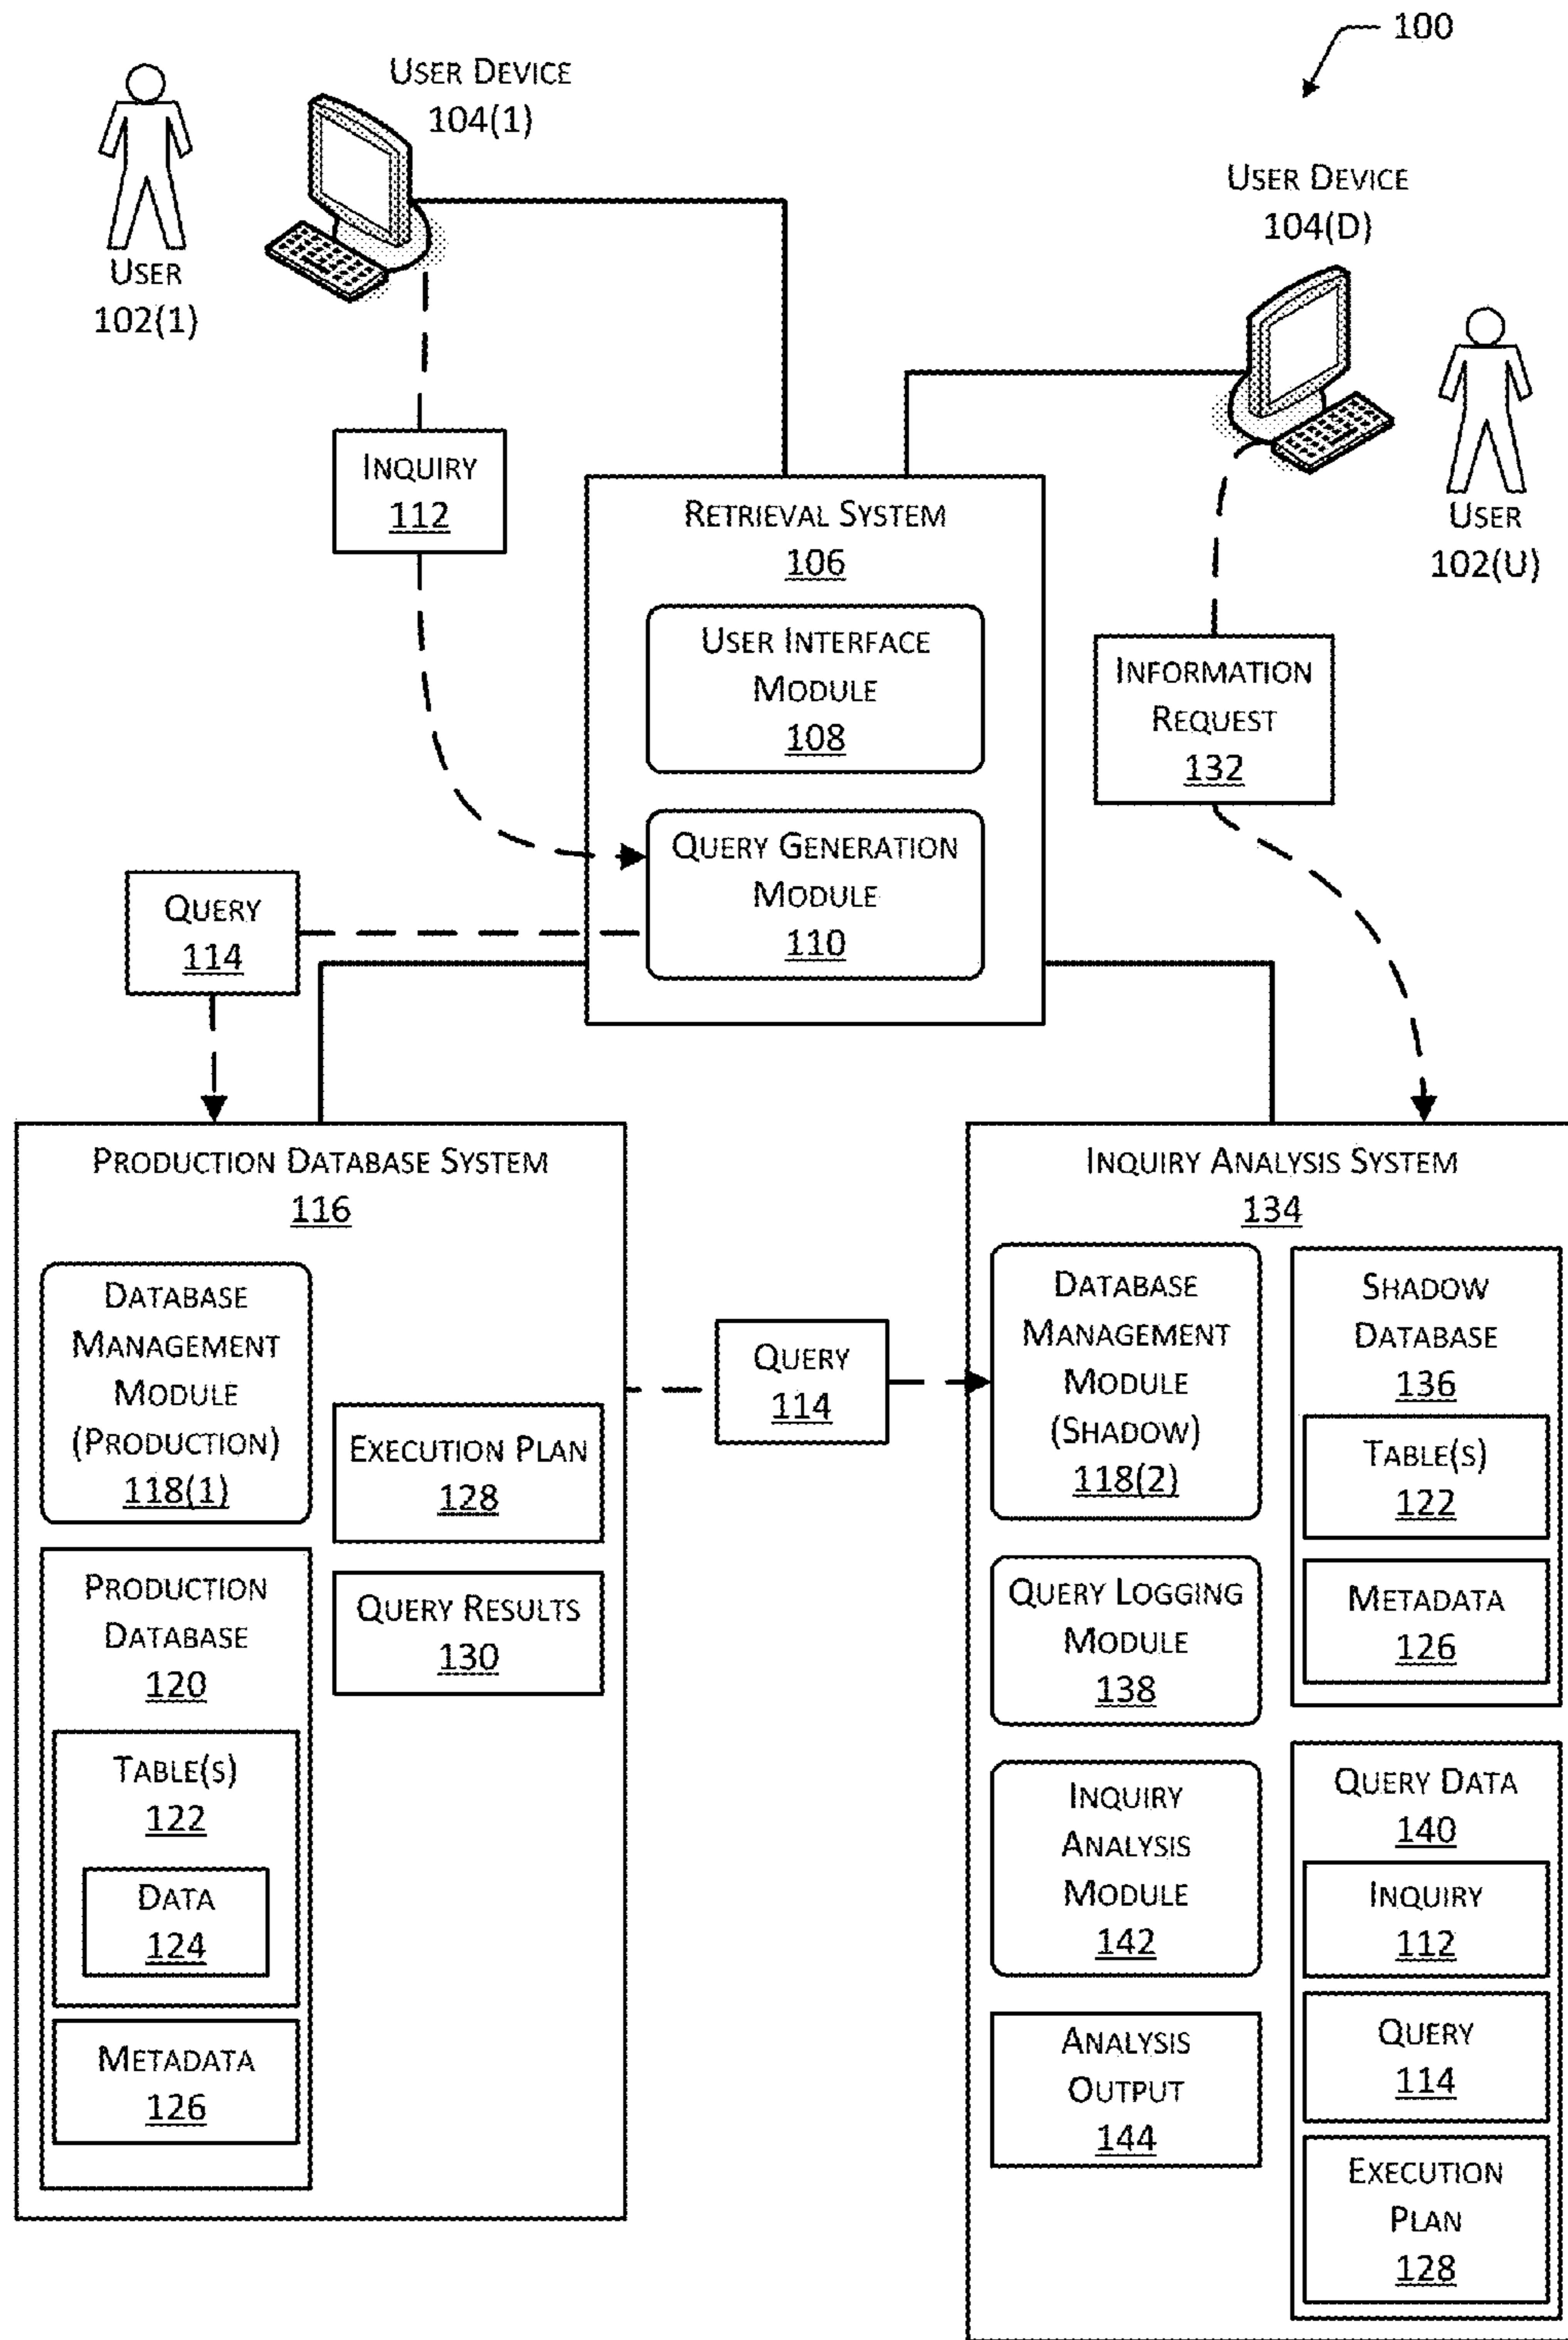 100
USER DEVICE
104(1)
USER
102(1)
USER DEVICE
104(D)
USER
102(U)
INQUIRY
112
RETRIEVAL SYSTEM
106
USER INTERFACE
MODULE
108
QUERY GENERATION
MODULE
110
INFORMATION
REQUEST
132
QUERY
114
PRODUCTION DATABASE SYSTEM
116
DATABASE
MANAGEMENT
MODULE
(PRODUCTION)
118(1)
EXECUTION PLAN
128
QUERY RESULTS
130
PRODUCTION
DATABASE
120
TABLE(S)
122
DATA
124
METADATA
126
QUERY
114
INQUIRY ANALYSIS SYSTEM
134
DATABASE
MANAGEMENT
MODULE
(SHADOW)
118(2)
QUERY LOGGING
MODULE
138
INQUIRY
ANALYSIS
MODULE
142
ANALYSIS
OUTPUT
144
SHADOW
DATABASE
136
TABLE(S)
122
METADATA
126
QUERY DATA
140
INQUIRY
112
QUERY
114
EXECUTION
PLAN
128